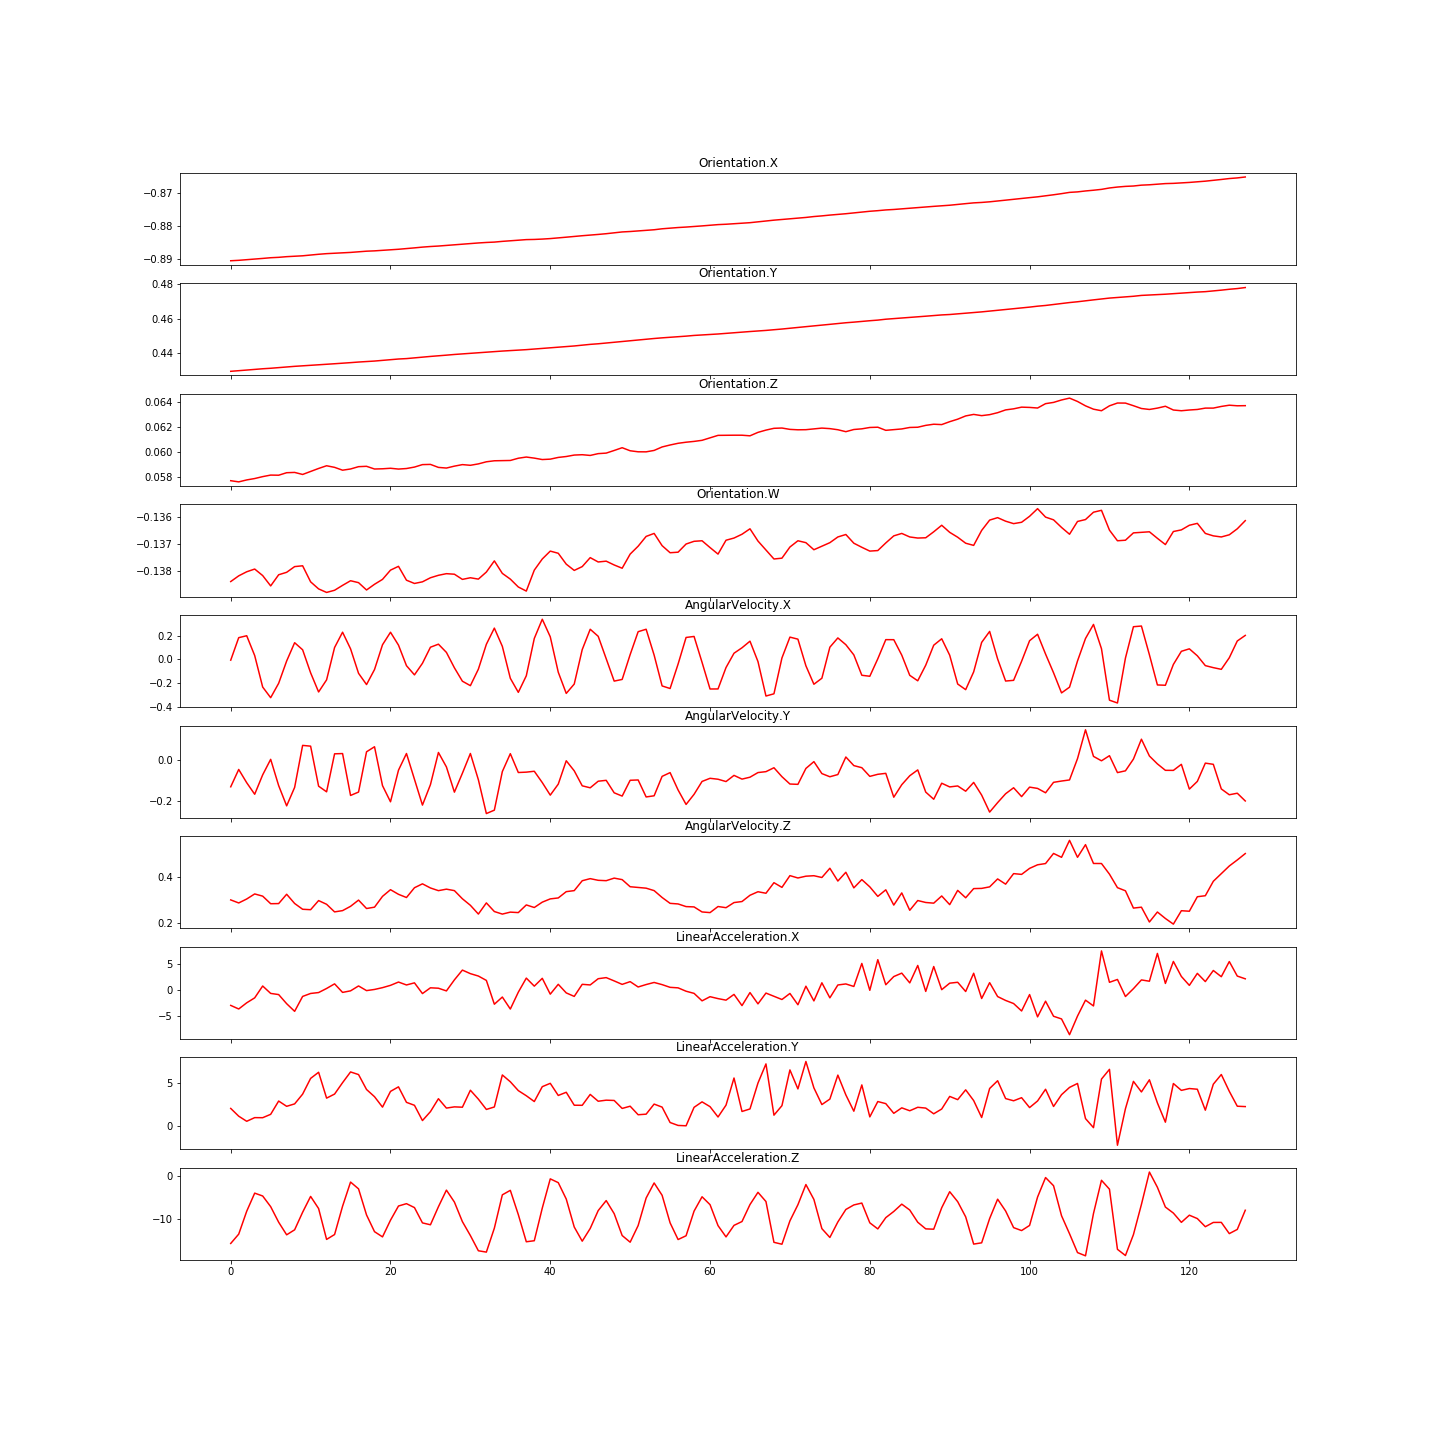 Orientation.X
−0.87
−0.88
−0.89
Orientation.Y
0.48
0.46
0.44
Orientation.Z
0.064
0.062
0.060
0.058
Orientation.W
−0.136
−0.137
−0.138
AngularVelocity.X
0.2
0.0
−0.2
−0.4
AngularVelocity.Y
0.0
−0.2
AngularVelocity.Z
0.4
0.2
LinearAcceleration.X
5
0
−5
LinearAcceleration.Y
5
0
LinearAcceleration.Z
0
−10
0 20 40 60 80 100 120